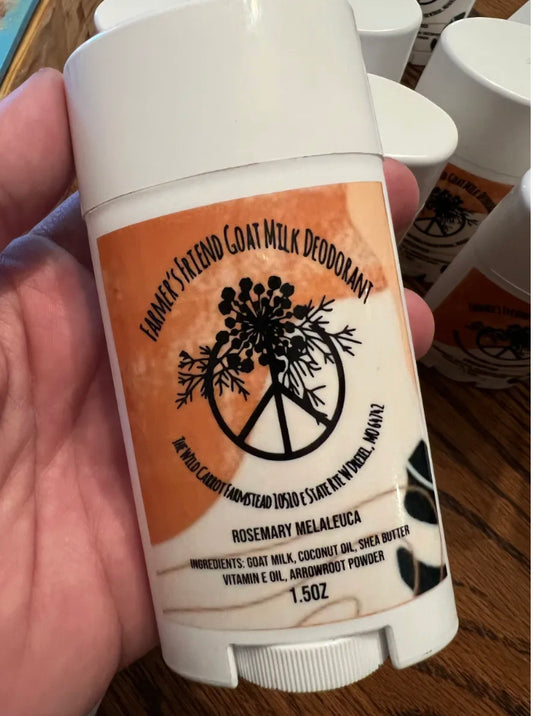 Farmer's Friend Goat Milk Deodorant
The Wild Carrot Farmstead 10510 E State Rte W Drexel, MO 64742
ROSEMARY MELALEUCA
INGREDIENTS: GOAT MILK, COCONUT OIL, SHEA BUTTER
VITAMIN E OIL, ARROWROOT POWDER
1.5OZ